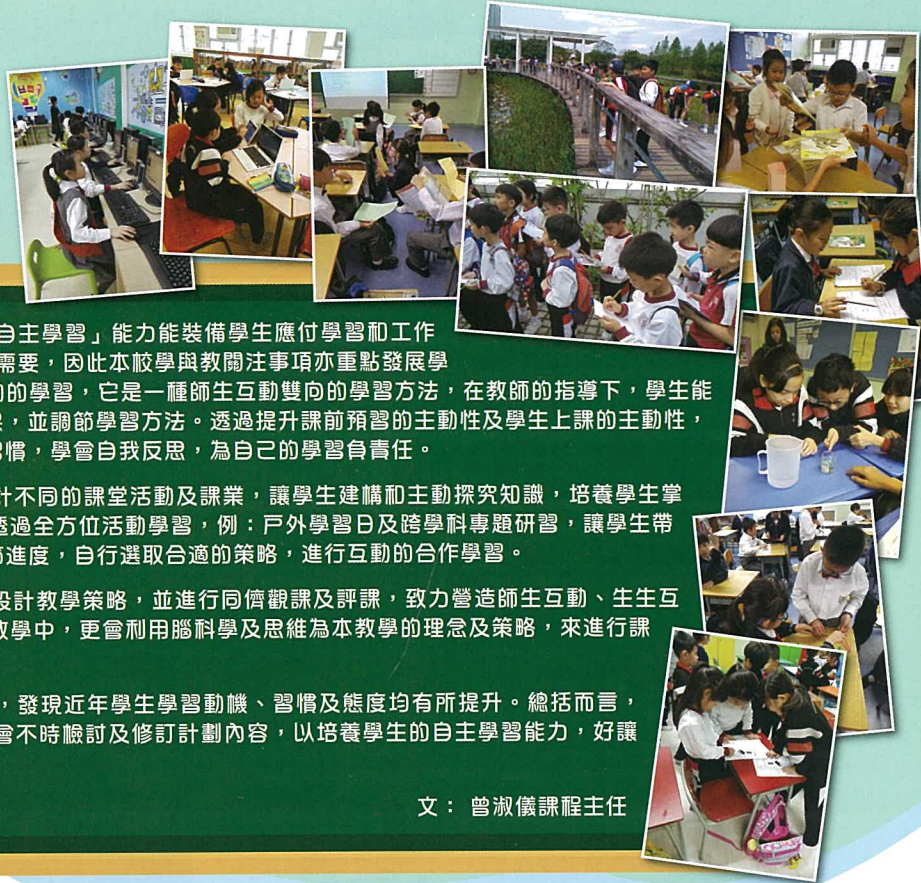 自主學習」能力能裝備學生應付學習和工作
需要，因此本校學與教關注事項亦重點發展學
的學習，它是一種師生互動雙向的學習方法，在教師的指導下，學生能
，並調節學習方法。透過提升課前預習的主動性及學生上課的主動性，
習慣，學會自我反思，為自己的學習負責任。
計不同的課堂活動及課業，讓學生建構和主動探究知識，培養學生掌
透過全方位活動學習，例：戶外學習日及跨學科專題研習，讓學生帶
進度，自行選取合適的策略，進行互動的合作學習。
設計教學策略，並進行同儕觀課及評課，致力營造師生互動、生生互
教學中，更會利用腦科學及思維為本教學的理念及策略，來進行課
，發現近年學生學習動機、習慣及態度均有所提升。總括而言，
會不時檢討及修訂計劃內容，以培養學生的自主學習能力，好讓
文： 曾淑儀課程主任